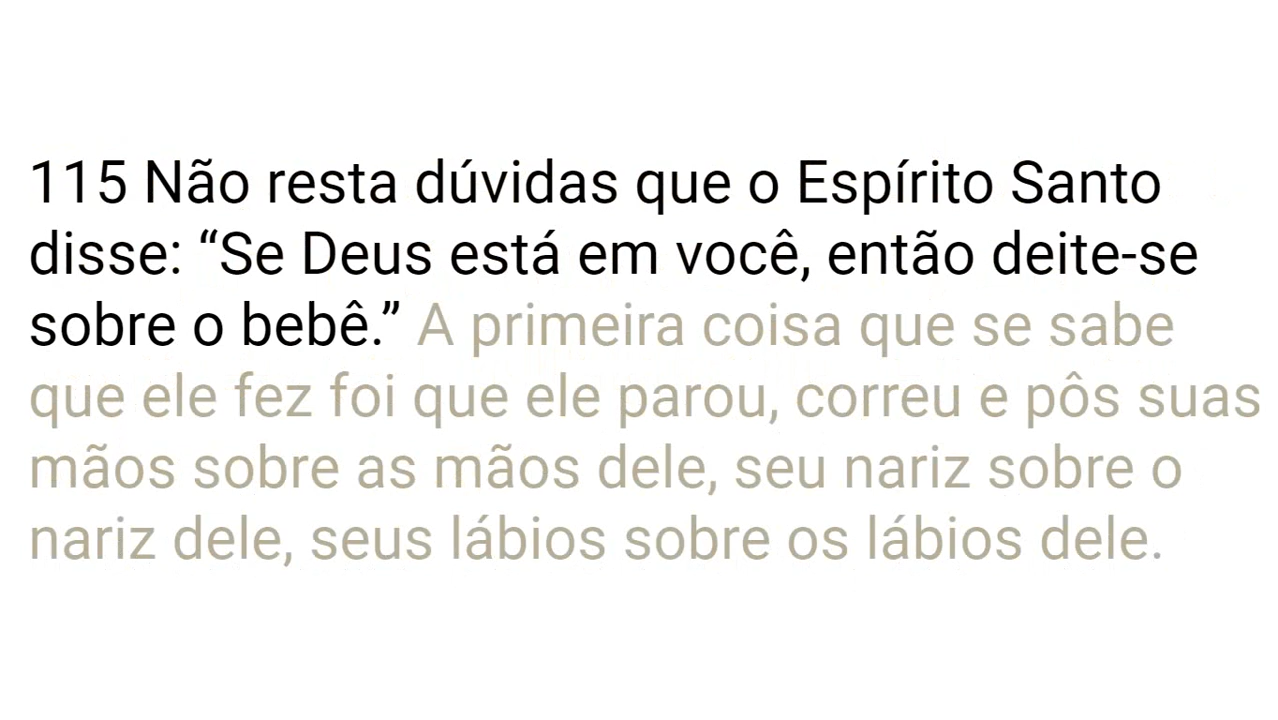 115 Não resta dúvidas que o Espírito Santo
disse: “Se Deus está em você, então deite-se
sobre o bebê.” A primeira coisa que se sabe
que ele fez foi que ele parou, correu e pôs suas
mãos sobre as mãos dele, seu nariz sobre o
nariz dele, seus lábios sobre os lábios dele.